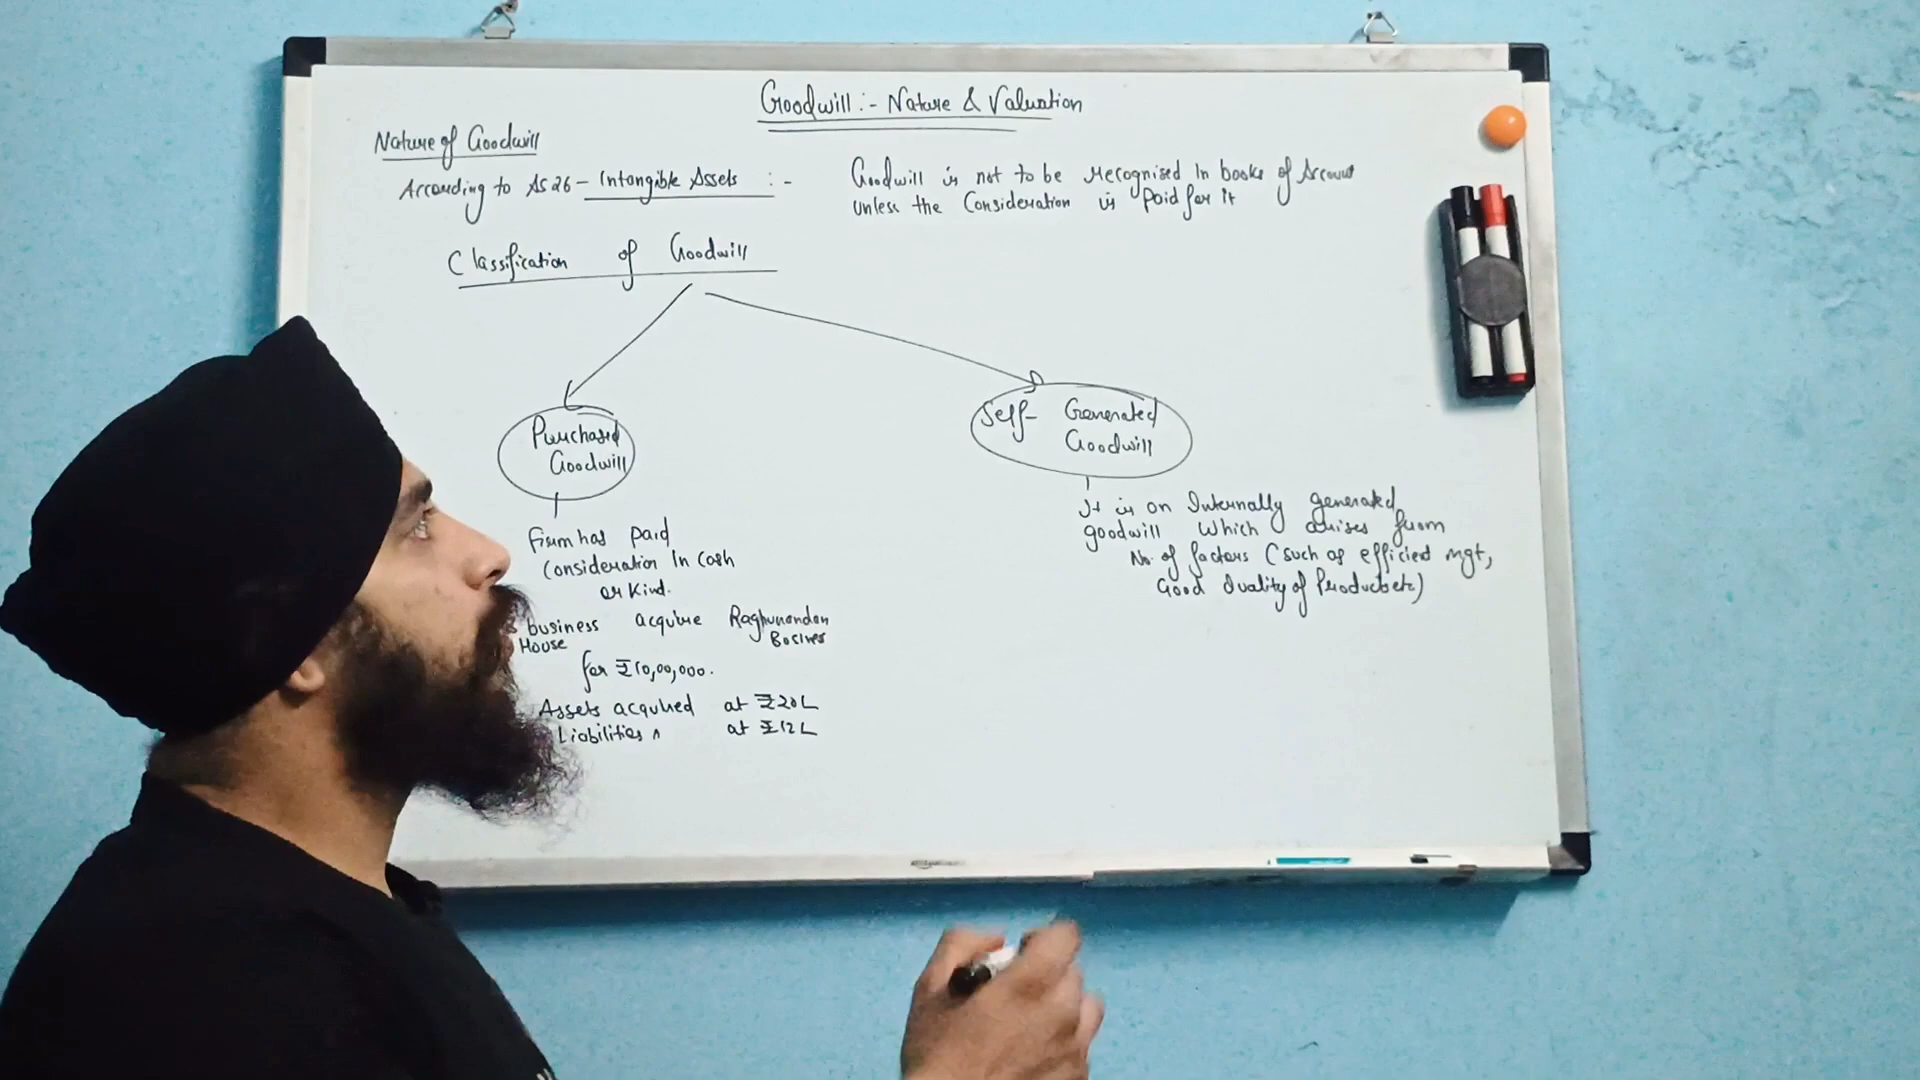 Goodwill :- Nature & Valuation
Nature of Goodwill
According to AS 26 - Intangible Assets :-
Goodwill is not to be recognised In books of Account
unless the Consideration is Paid for it
Classification of Goodwill
Purchased
Goodwill
Firm has paid
Consideration In Cash
or Kind.
business acquire Raghunandan
House
for ₹10,00,000.
Assets acquired at ₹20L
Liabilities at ₹12L
Self- Generated
Goodwill
It is on Internally generated
goodwill Which arises from
No. of factors (such as efficied mgt,
Good Quality of Products etc)